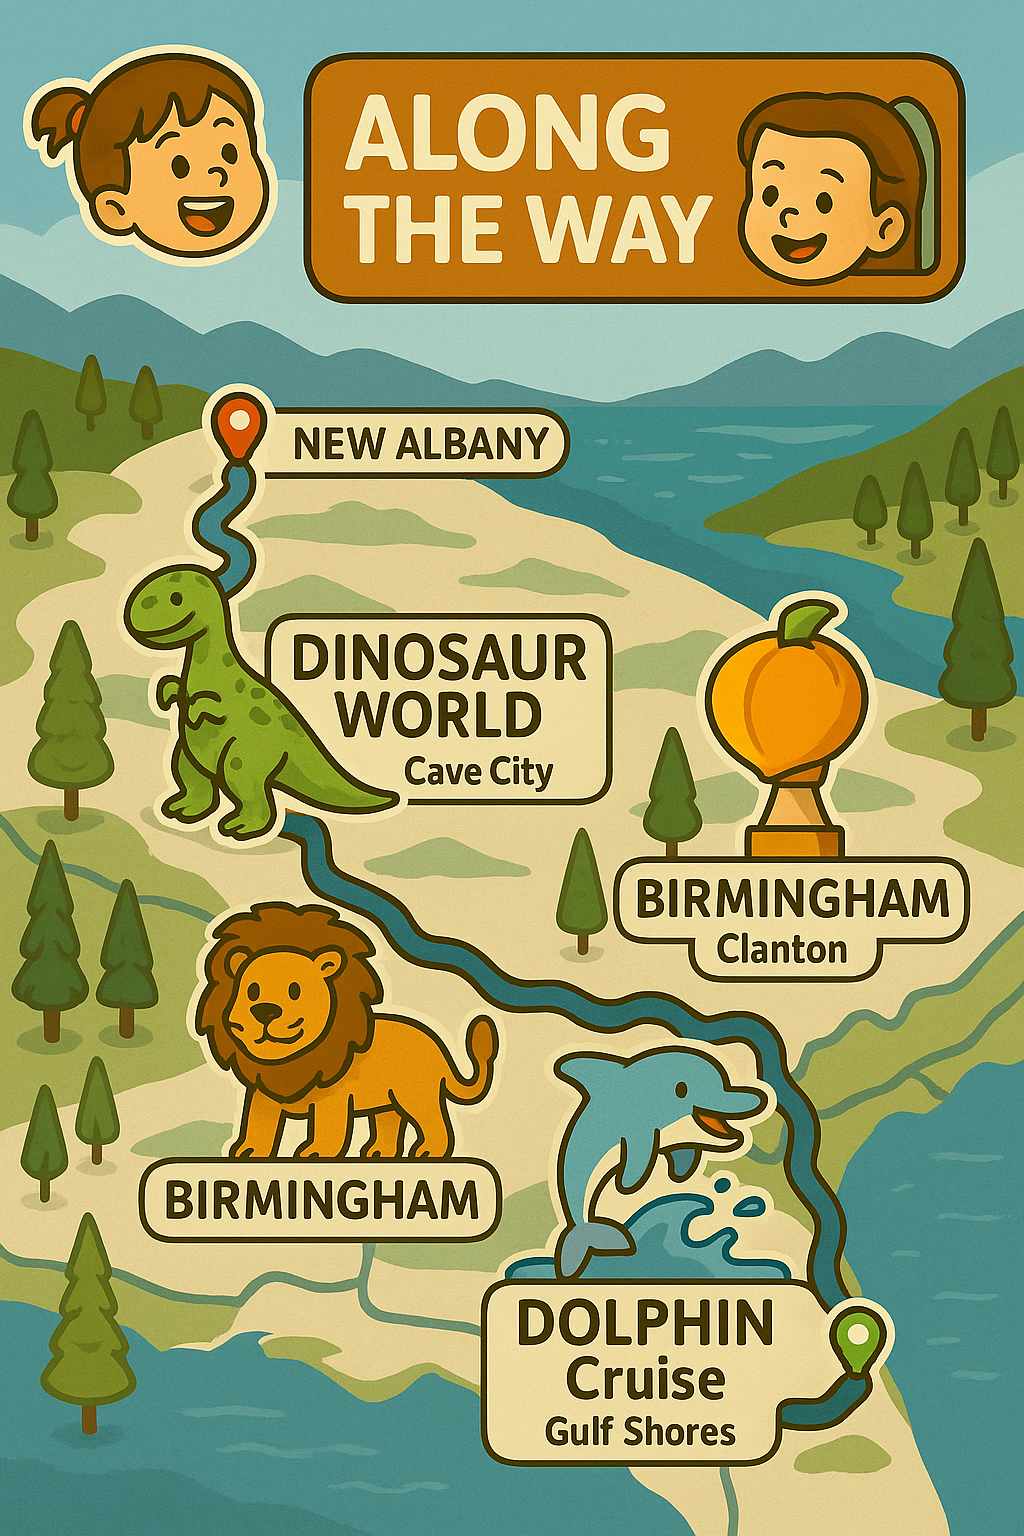 ALONG
THE WAY
NEW ALBANY
DINOSAUR
WORLD
Cave City
BIRMINGHAM
Clanton
BIRMINGHAM
DOLPHIN
Cruise
Gulf Shores